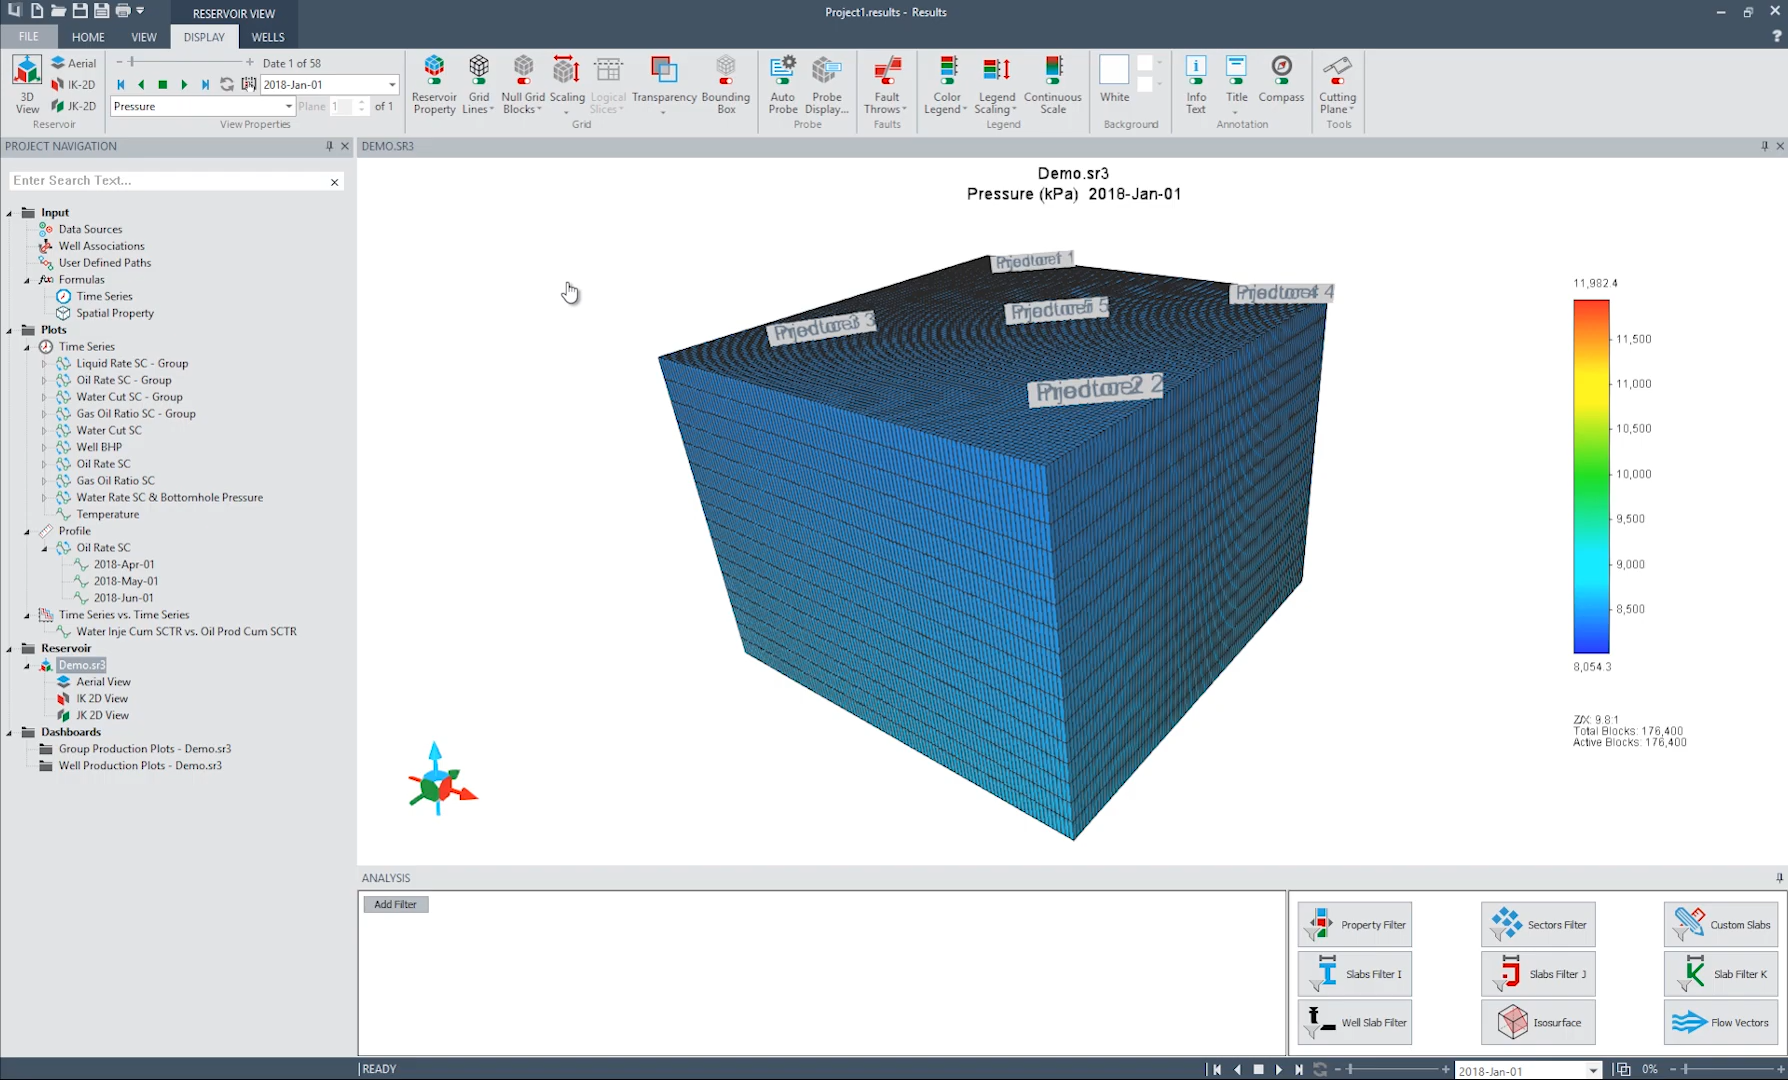 RESERVOIR VIEW
Project1.results - Results
FILE
HOME
VIEW
DISPLAY
WELLS
3D View
Aerial
IK-2D
JK-2D
Reservoir
Date 1 of 58
2018-Jan-01
Pressure
Plane 1 of 1
View Properties
Reservoir Property
Grid Lines
Null Grid Blocks
Scaling
Logical Slices
Transparency
Bounding Box
Grid
Auto Probe
Probe Display...
Probe
Fault Throws
Faults
Color Legend
Legend Scaling
Continuous Scale
Legend
White
Background
Info Text
Title
Compass
Annotation
Cutting Plane
Tools
PROJECT NAVIGATION
Enter Search Text...
Input
Data Sources
Well Associations
User Defined Paths
Formulas
Time Series
Spatial Property
Plots
Time Series
Liquid Rate SC - Group
Oil Rate SC - Group
Water Cut SC - Group
Gas Oil Ratio SC - Group
Water Cut SC
Well BHP
Oil Rate SC
Gas Oil Ratio SC
Water Rate SC & Bottomhole Pressure
Temperature
Profile
Oil Rate SC
2018-Apr-01
2018-May-01
2018-Jun-01
Time Series vs. Time Series
Water Inje Cum SCTR vs. Oil Prod Cum SCTR
Reservoir
Demo.sr3
Aerial View
IK 2D View
JK 2D View
Dashboards
Group Production Plots - Demo.sr3
Well Production Plots - Demo.sr3
DEMO.SR3
Demo.sr3
Pressure (kPa) 2018-Jan-01
11,982.4
11,500
11,000
10,500
10,000
9,500
9,000
8,500
8,054.3
Z/X: 9.8:1
Total Blocks: 176,400
Active Blocks: 176,400
ANALYSIS
Add Filter
Property Filter
Sectors Filter
Custom Slabs
Slabs Filter I
Slabs Filter J
Slab Filter K
Well Slab Filter
Isosurface
Flow Vectors
READY
2018-Jan-01
0%